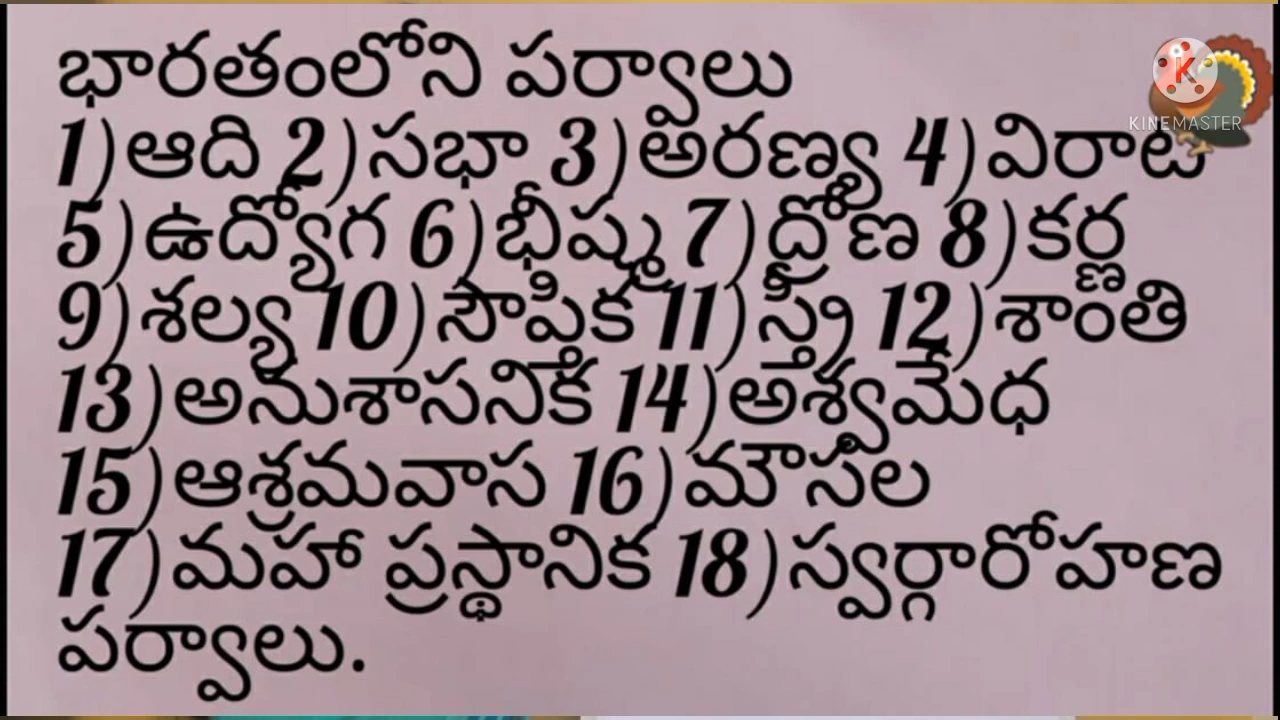 భారతంలోని పర్వాలు
1)ఆది 2)సభా 3)అరణ్య 4)విరాట
5)ఉద్యోగ 6)భీష్మ 7)ద్రోణ 8)కర్ణ
9)శల్య 10)సౌప్తిక 11)స్త్రీ 12)శాంతి
13)అనుశాసనిక 14)అశ్వమేధ
15)ఆశ్రమవాస 16)మౌసల
17)మహా ప్రస్థానిక 18)స్వర్గారోహణ
పర్వాలు.
KINEMASTER